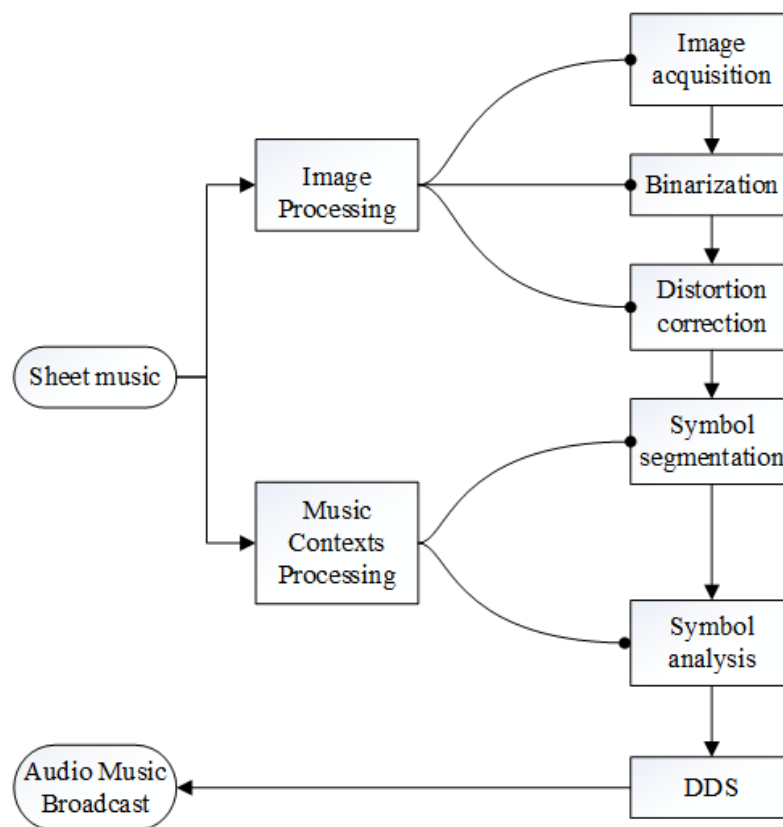 Image
acquisition
Image
Processing
Binarization
Distortion
correction
Sheet music
Symbol
segmentation
Music
Contexts
Processing
Symbol
analysis
Audio Music
Broadcast
DDS